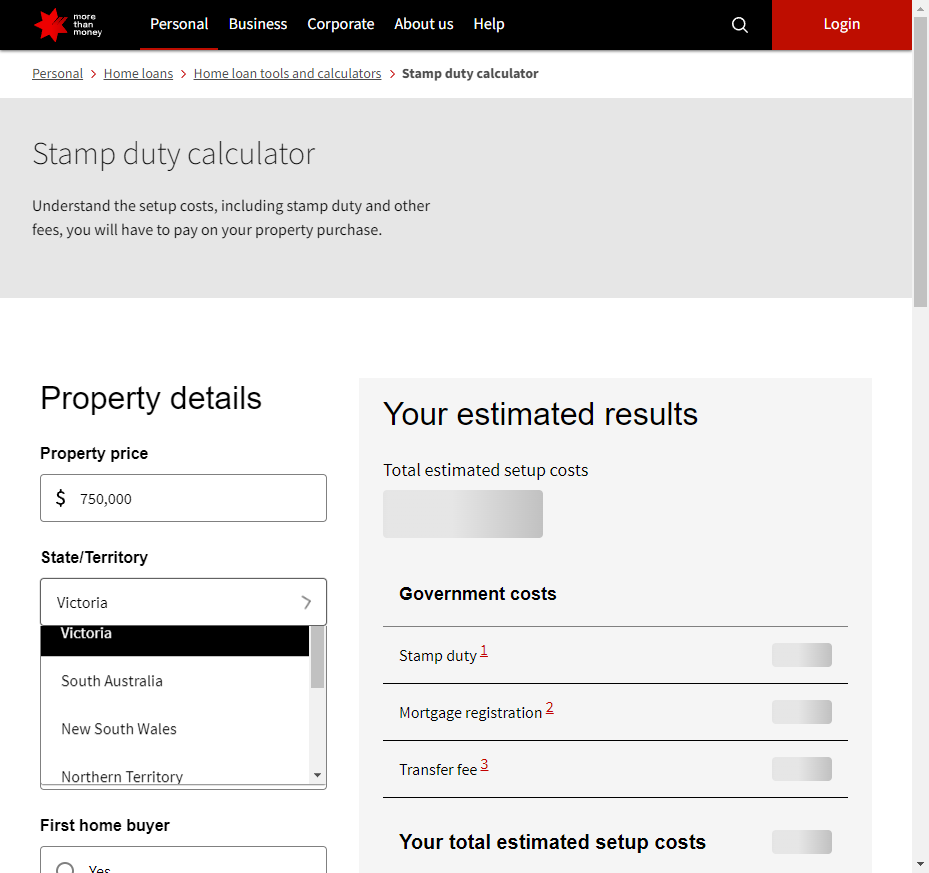 more
than
money
Personal
Business
Corporate
About us
Help
Login
Personal > Home loans > Home loan tools and calculators > Stamp duty calculator
Stamp duty calculator
Understand the setup costs, including stamp duty and other
fees, you will have to pay on your property purchase.
Property details
Property price
$ 750,000
State/Territory
Victoria
Victoria
South Australia
New South Wales
Northern Territory
First home buyer
Yes
Your estimated results
Total estimated setup costs
Government costs
Stamp duty 1
Mortgage registration 2
Transfer fee 3
Your total estimated setup costs